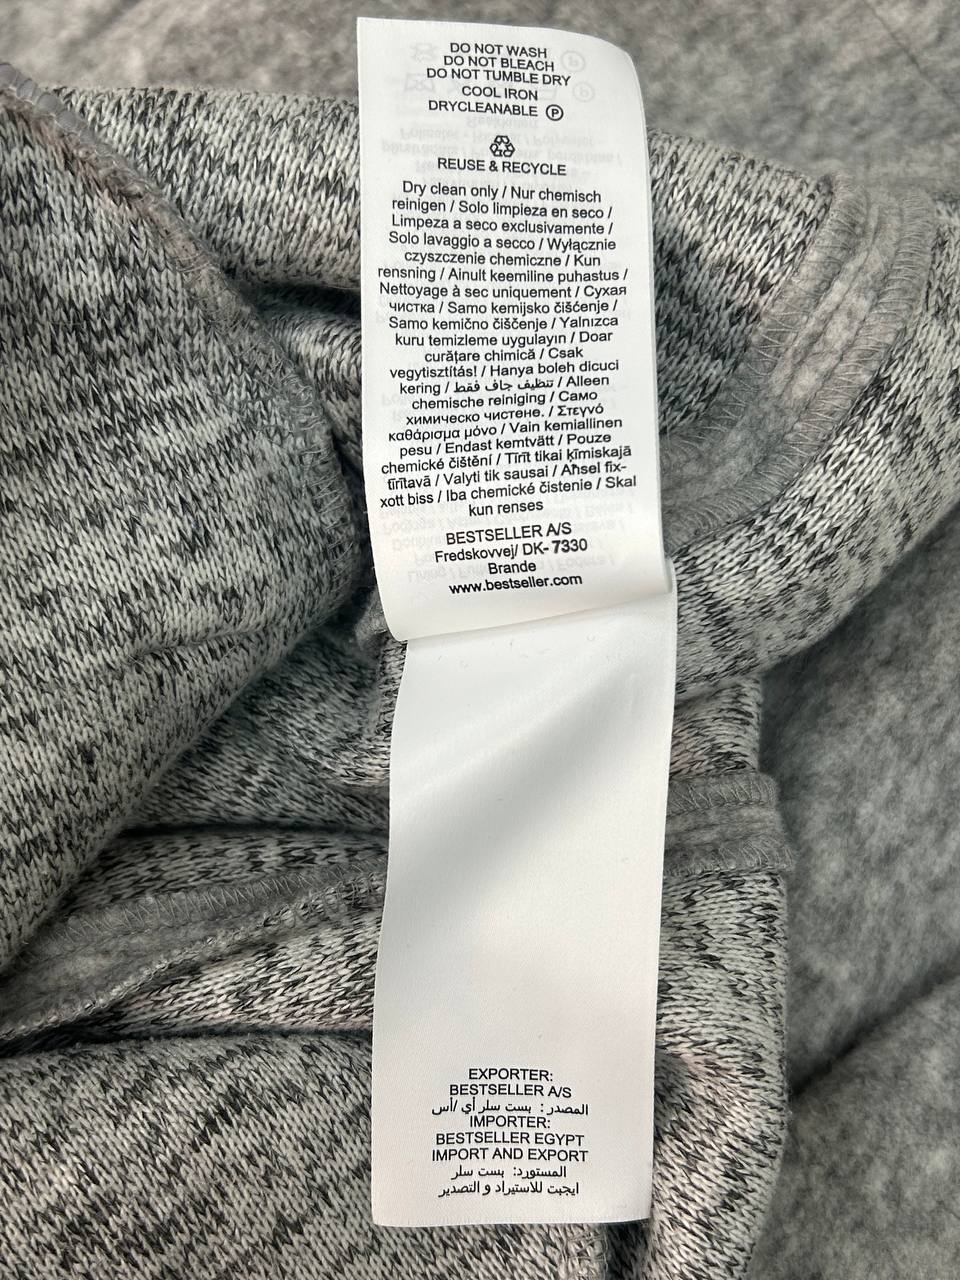 DO NOT WASH
DO NOT BLEACH
DO NOT TUMBLE DRY
COOL IRON
DRYCLEANABLE Ⓟ
REUSE & RECYCLE
Dry clean only / Nur chemisch
reinigen / Solo limpieza en seco /
Limpeza a seco exclusivamente /
Solo lavaggio a secco / Wyłącznie
czyszczenie chemiczne / Kun
rensning / Ainult keemiline puhastus /
Nettoyage à sec uniquement / Сухая
чистка / Samo kemijsko čišćenje /
Samo kemično čiščenje / Yalnızca
kuru temizleme uygulayın / Doar
curățare chimică / Csak
vegytisztítás! / Hanya boleh dicuci
kering / تنظيف جاف فقط / Alleen
chemische reiniging / Само
химическо чистене. / Στεγνό
καθάρισμα μόνο / Vain kemiallinen
pesu / Endast kemtvätt / Pouze
chemické čištění / Tīrīt tikai ķīmiskajā
tīrītavā / Valyti tik sausai / Aħsel fix-
xott biss / Iba chemické čistenie / Skal
kun renses
BESTSELLER A/S
Fredskovvej/ DK-7330
Brande
www.bestseller.com
EXPORTER:
BESTSELLER A/S
المصدر: بست سلر أي /أس
IMPORTER:
BESTSELLER EGYPT
IMPORT AND EXPORT
المستورد: بست سلر
ايجبت للاستيراد و التصدير